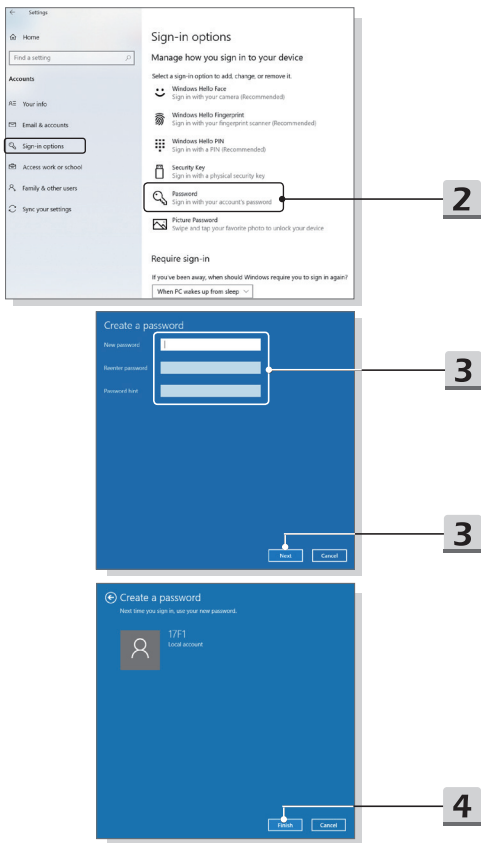 Settings
Home
Find a setting
Accounts
Your info
Email & accounts
Sign-in options
Access work or school
Family & other users
Sync your settings
Sign-in options
Manage how you sign in to your device
Select a sign-in option to add, change, or remove it.
Windows Hello Face
Sign in with your camera (Recommended)
Windows Hello Fingerprint
Sign in with your fingerprint scanner (Recommended)
Windows Hello PIN
Sign in with a PIN (Recommended)
Security Key
Sign in with a physical security key
Password
Sign in with your account's password
2
Picture Password
Swipe and tap your favorite photo to unlock your device
Require sign-in
If you've been away, when should Windows require you to sign in again?
When PC wakes up from sleep
Create a password
New password
Reenter password
Password hint
3
Next
Cancel
3
Create a password
Next time you sign in, use your new password.
17F1
Local account
Finish
Cancel
4